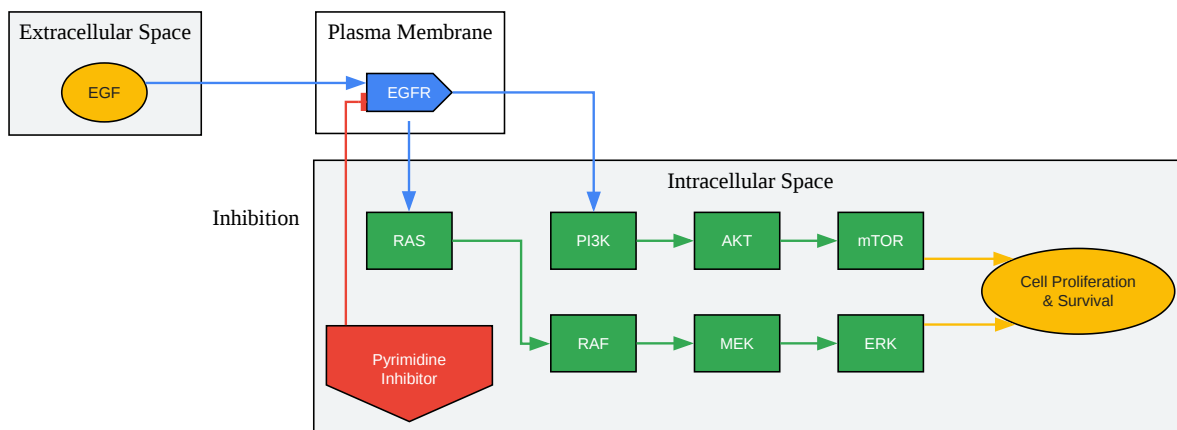 Extracellular Space
EGF
Plasma Membrane
EGFR
Intracellular Space
Inhibition
RAS
PI3K
AKT
mTOR
Cell Proliferation
& Survival
RAF
MEK
ERK
Pyrimidine
Inhibitor